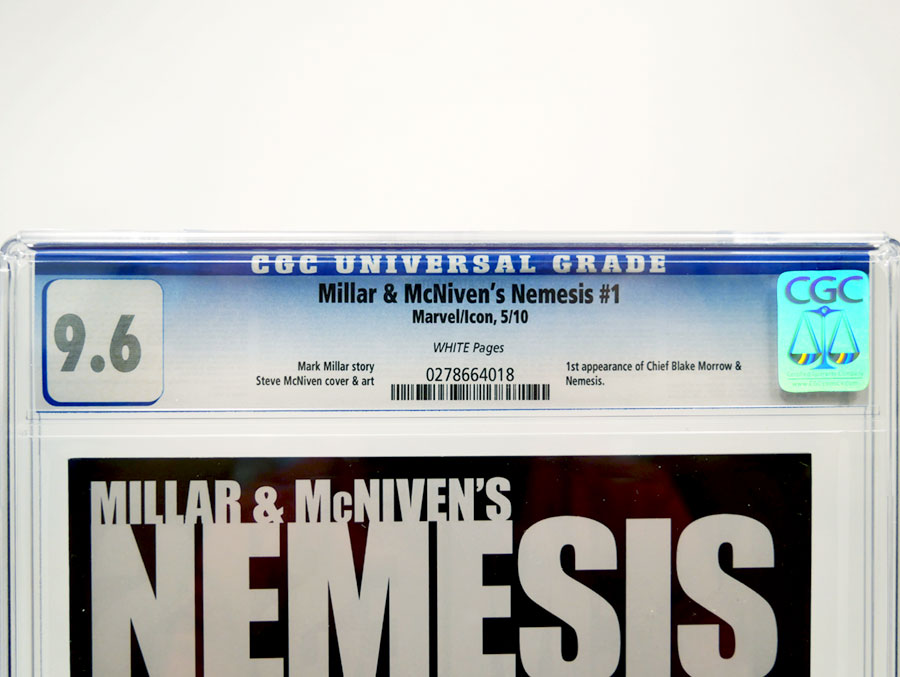 CGC UNIVERSAL GRADE
9.6
Millar & McNiven's Nemesis #1
Marvel/Icon, 5/10
WHITE Pages
Mark Millar story
Steve McNiven cover & art
0278664018
1st appearance of Chief Blake Morrow &
Nemesis.
CGC
MILLAR & McNIVEN'S
NEMESIS